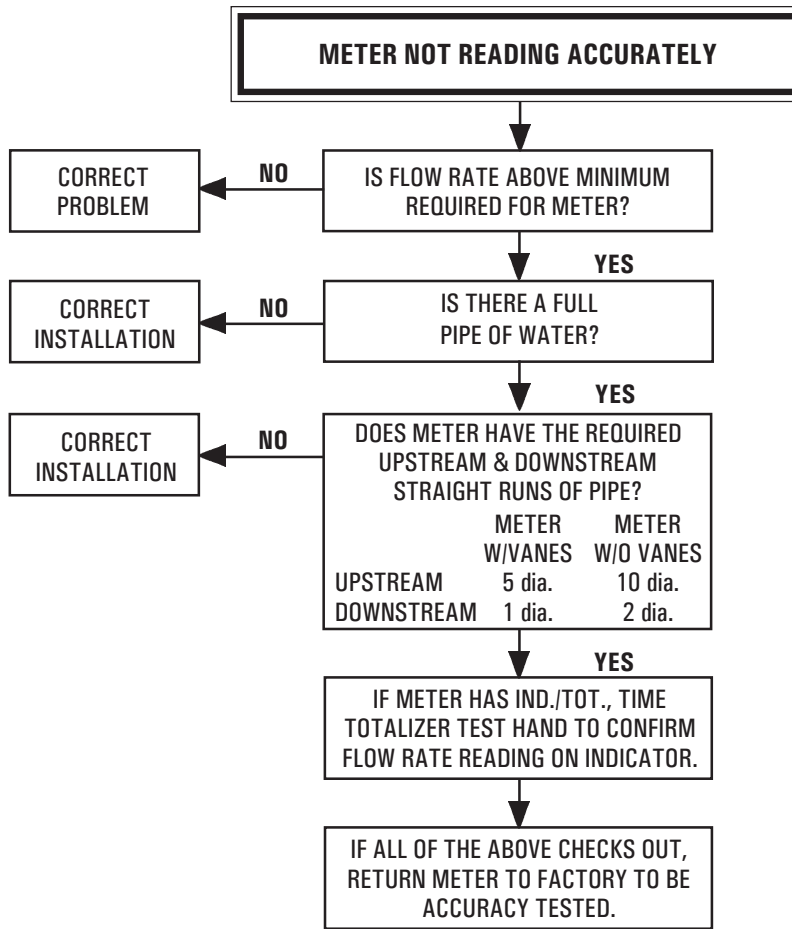 METER NOT READING ACCURATELY
CORRECT
PROBLEM
NO
IS FLOW RATE ABOVE MINIMUM
REQUIRED FOR METER?
YES
CORRECT
INSTALLATION
NO
IS THERE A FULL
PIPE OF WATER?
YES
CORRECT
INSTALLATION
NO
DOES METER HAVE THE REQUIRED
UPSTREAM & DOWNSTREAM
STRAIGHT RUNS OF PIPE?
METER METER
W/VANES W/O VANES
UPSTREAM 5 dia. 10 dia.
DOWNSTREAM 1 dia. 2 dia.
YES
IF METER HAS IND./TOT., TIME
TOTALIZER TEST HAND TO CONFIRM
FLOW RATE READING ON INDICATOR.
IF ALL OF THE ABOVE CHECKS OUT,
RETURN METER TO FACTORY TO BE
ACCURACY TESTED.